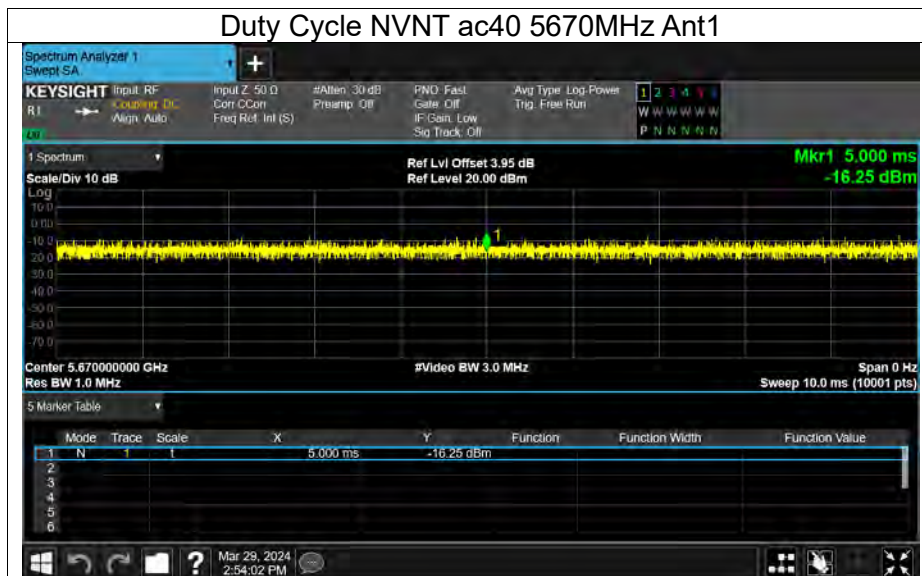 Duty Cycle NVNT ac40 5670MHz Ant1
Spectrum Analyzer 1
Swept SA
+
KEYSIGHT Input: RF Input Z: 50 Ω #Atten: 30 dB PNO: Fast Avg Type: Log-Power 1 2 3 4 5 6
R1 Coupling: DC Corr CCorr Preamp: Off Gate: Off Trig: Free Run W W W W W W
Align: Auto Freq Ref: Int (S) IF Gain: Low P N N N N N
Sig Track: Off
1 Spectrum Ref Lvl Offset 3.95 dB Mkr1 5.000 ms
Scale/Div 10 dB Ref Level 20.00 dBm -16.25 dBm
Log
10.0
0.00
1
-10.0
-20.0
-30.0
-40.0
-50.0
-60.0
-70.0
Center 5.670000000 GHz #Video BW 3.0 MHz Span 0 Hz
Res BW 1.0 MHz Sweep 10.0 ms (10001 pts)
5 Marker Table
Mode Trace Scale X Y Function Function Width Function Value
1 N 1 t 5.000 ms -16.25 dBm
2
3
4
5
6
? Mar 29, 2024
2:54:02 PM